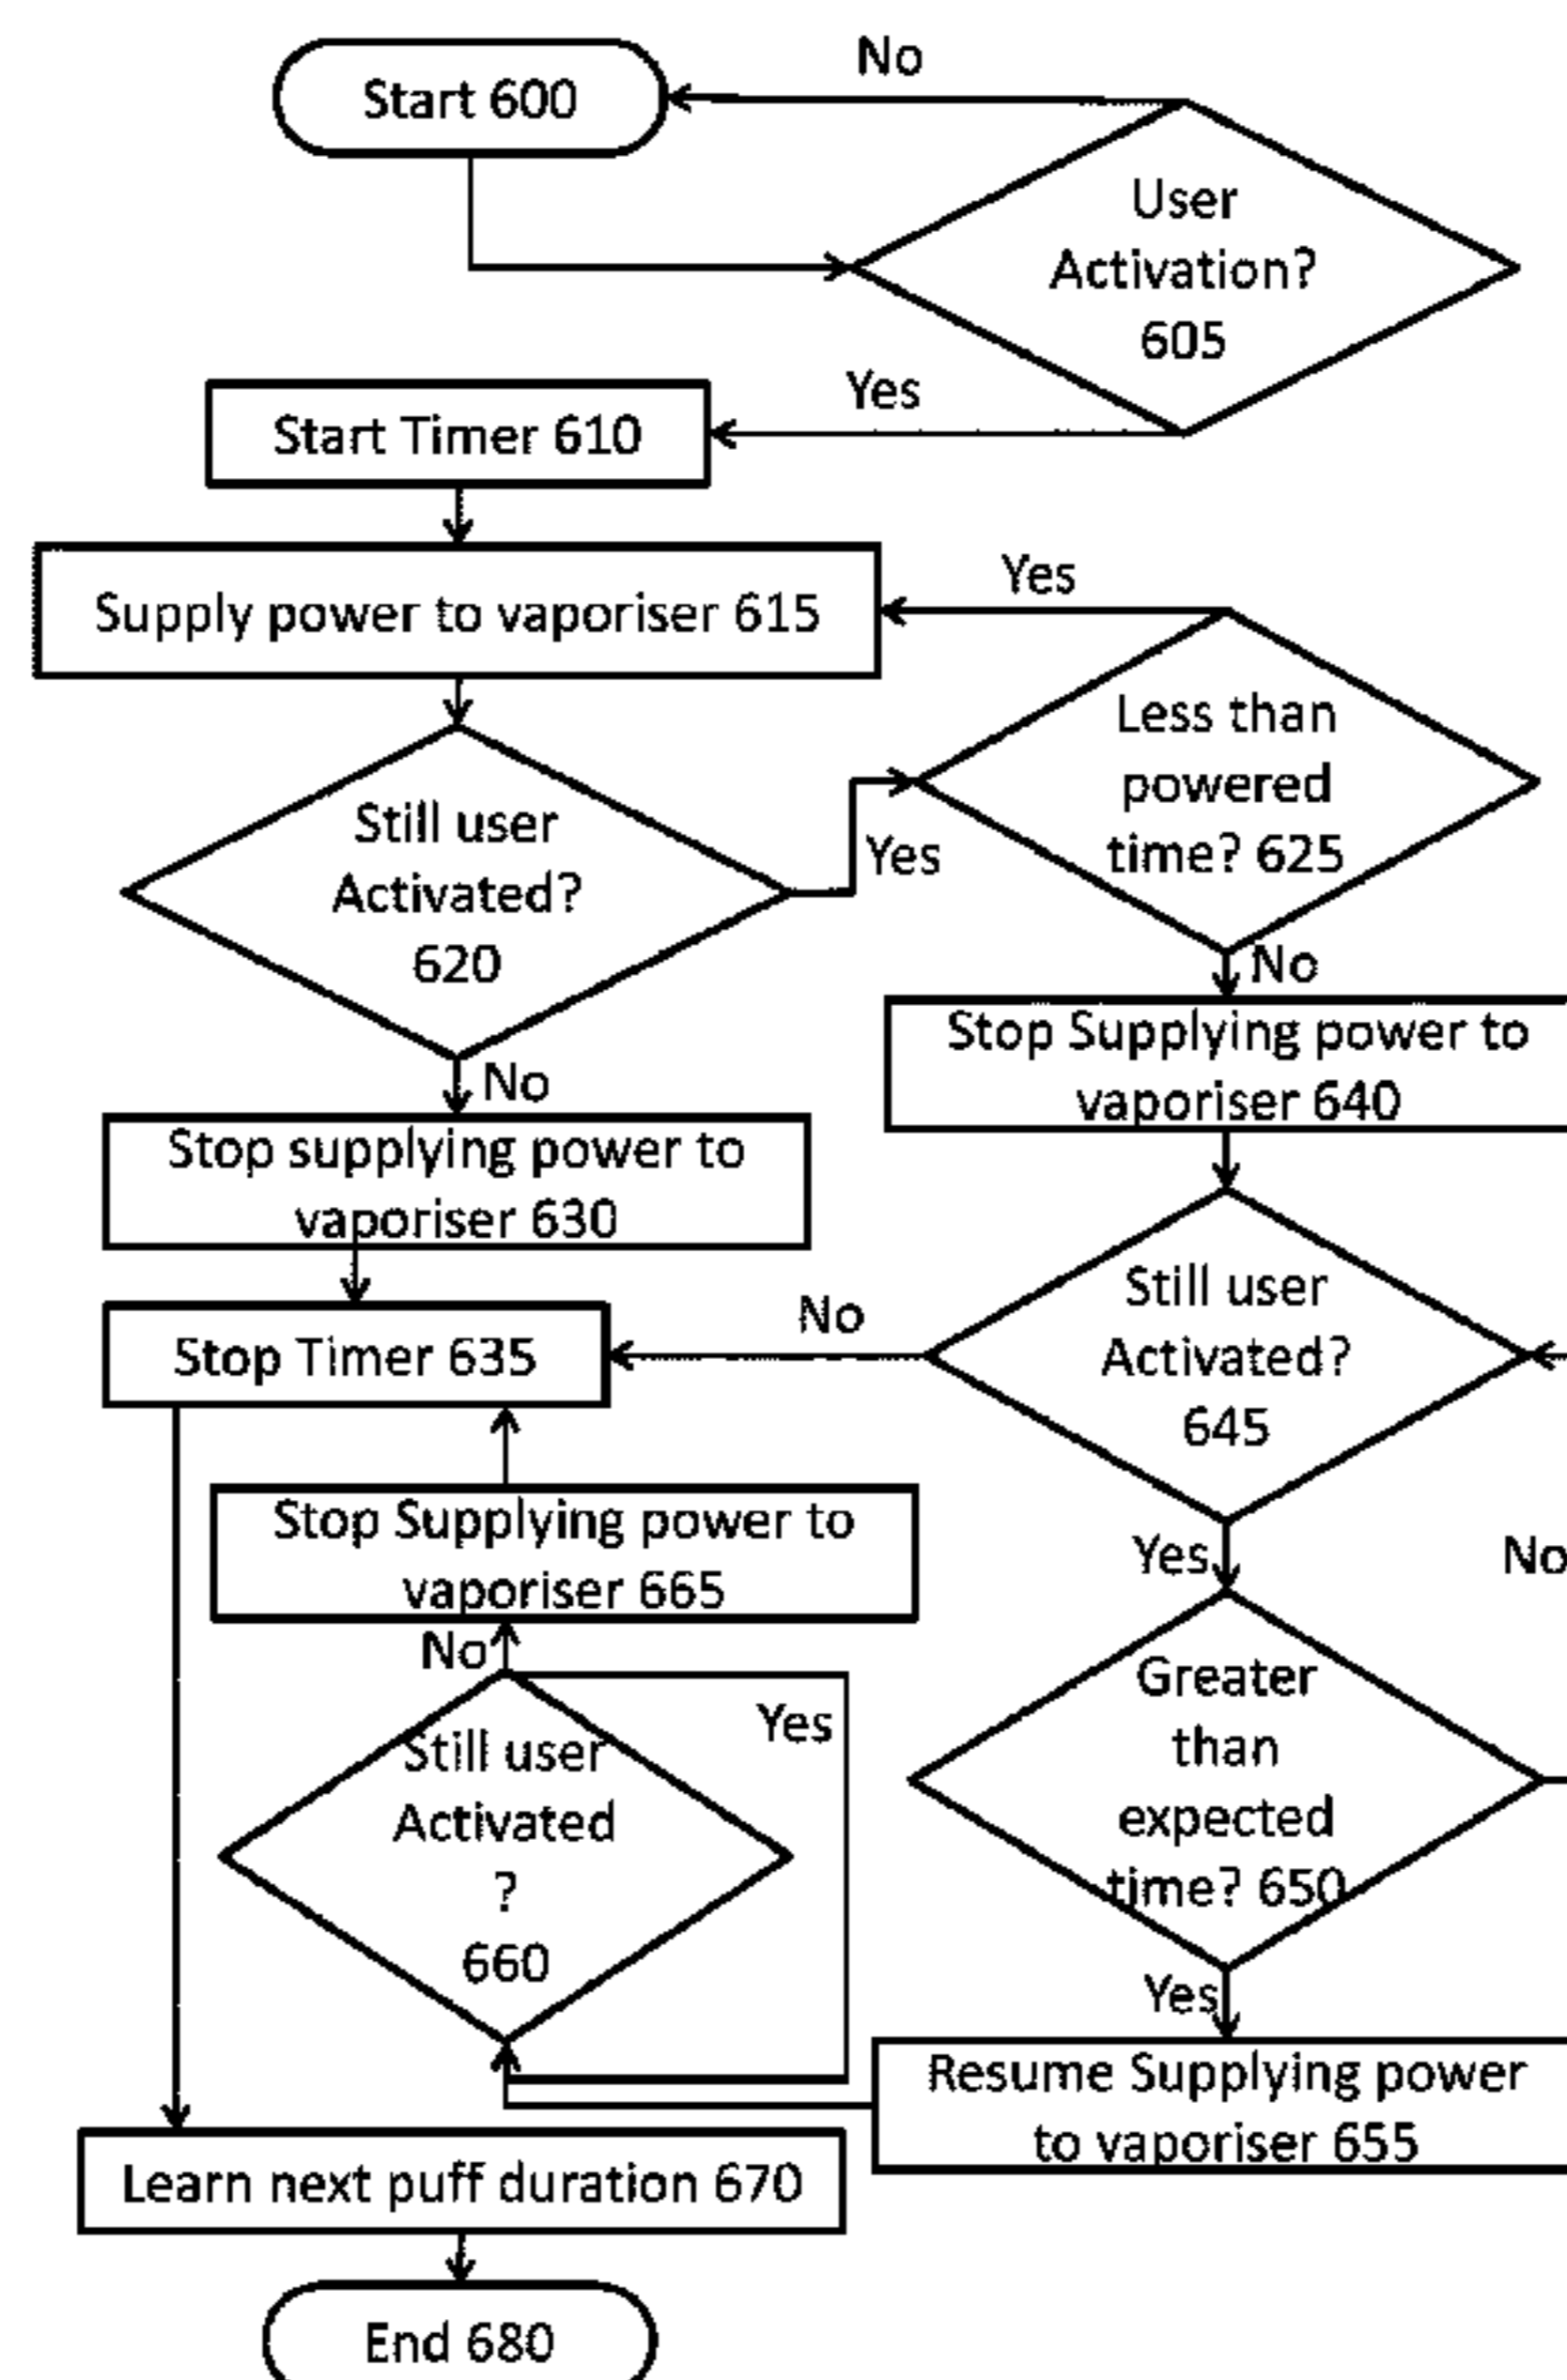 No
Start 600
User
Activation?
605
Yes
Start Timer 610
Yes
Supply power to vaporiser 615
Less than
powered
time? 625
Still user
Activated?
620
Yes
No
Stop Supplying power to
vaporiser 640
No
Stop supplying power to
vaporiser 630
Still user
Activated?
645
No
Stop Timer 635
Stop Supplying power to
vaporiser 665
Yes
No
No
Greater
than
expected
time? 650
Yes
Still user
Activated
?
660
Yes
Resume Supplying power
to vaporiser 655
Learn next puff duration 670
End 680